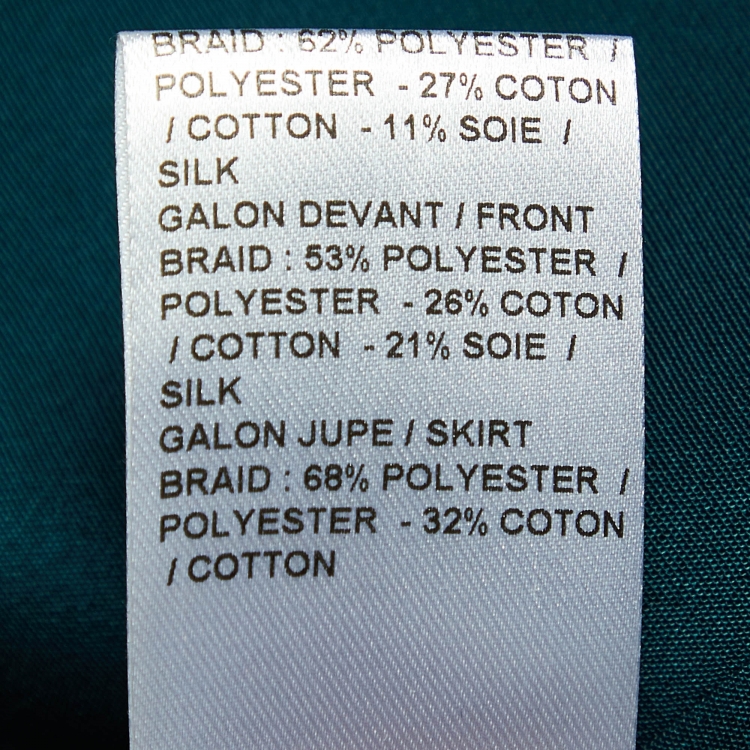 BRAID : 62% POLYESTER /
POLYESTER - 27% COTON
/ COTTON - 11% SOIE /
SILK
GALON DEVANT / FRONT
BRAID : 53% POLYESTER /
POLYESTER - 26% COTON
/ COTTON - 21% SOIE /
SILK
GALON JUPE / SKIRT
BRAID : 68% POLYESTER /
POLYESTER - 32% COTON
/ COTTON